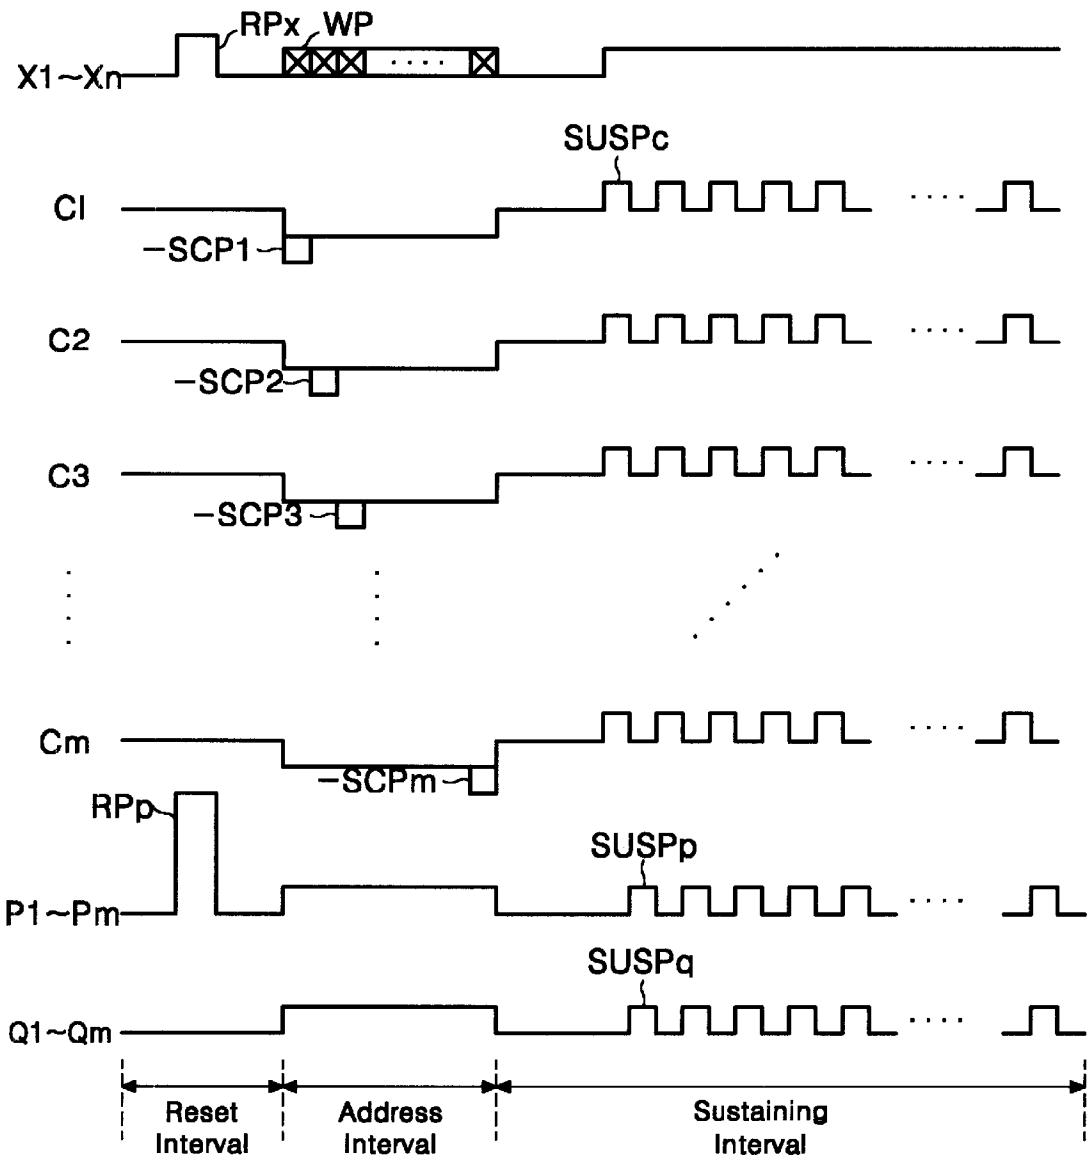 RPx WP
X1~Xn
SUSPc
C1
-SCP1
C2
-SCP2
C3
-SCP3
Cm
-SCPm
RPp
SUSPp
P1~Pm
SUSPq
Q1~Qm
Reset Interval
Address Interval
Sustaining Interval